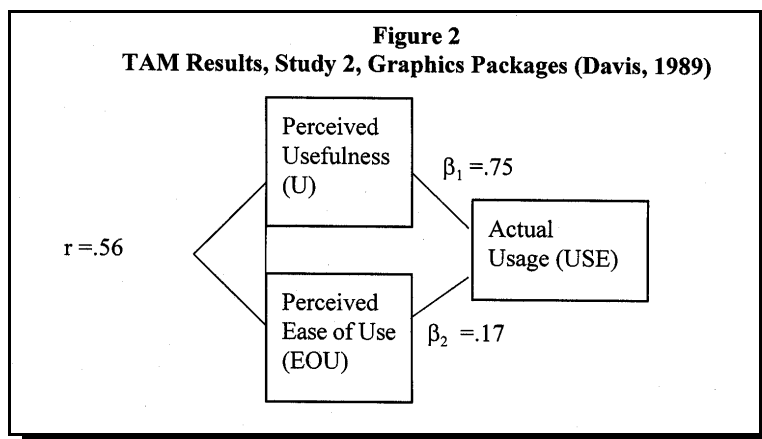 Figure 2
TAM Results, Study 2, Graphics Packages (Davis, 1989)
Perceived
Usefulness
(U)
β₁ =.75
Actual
Usage (USE)
r =.56
Perceived
Ease of Use
(EOU)
β₂ =.17